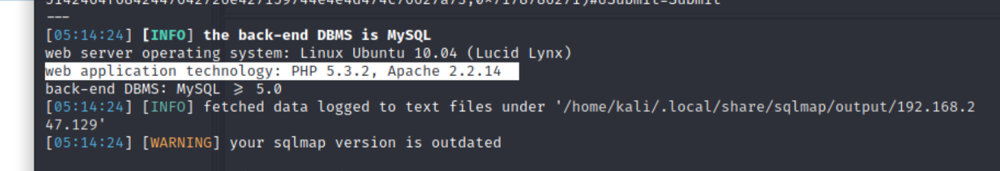 ---
[05:14:24] [INFO] the back-end DBMS is MySQL
web server operating system: Linux Ubuntu 10.04 (Lucid Lynx)
web application technology: PHP 5.3.2, Apache 2.2.14
back-end DBMS: MySQL ≥ 5.0
[05:14:24] [INFO] fetched data logged to text files under '/home/kali/.local/share/sqlmap/output/192.168.2
47.129'
[05:14:24] [WARNING] your sqlmap version is outdated